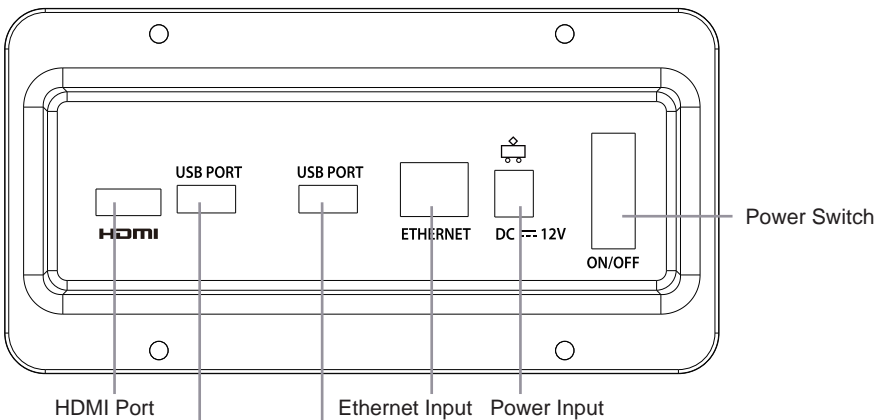 USB PORT
USB PORT
HDMI
ETHERNET
DC ⎓ 12V
ON/OFF
Power Switch
HDMI Port
Ethernet Input
Power Input